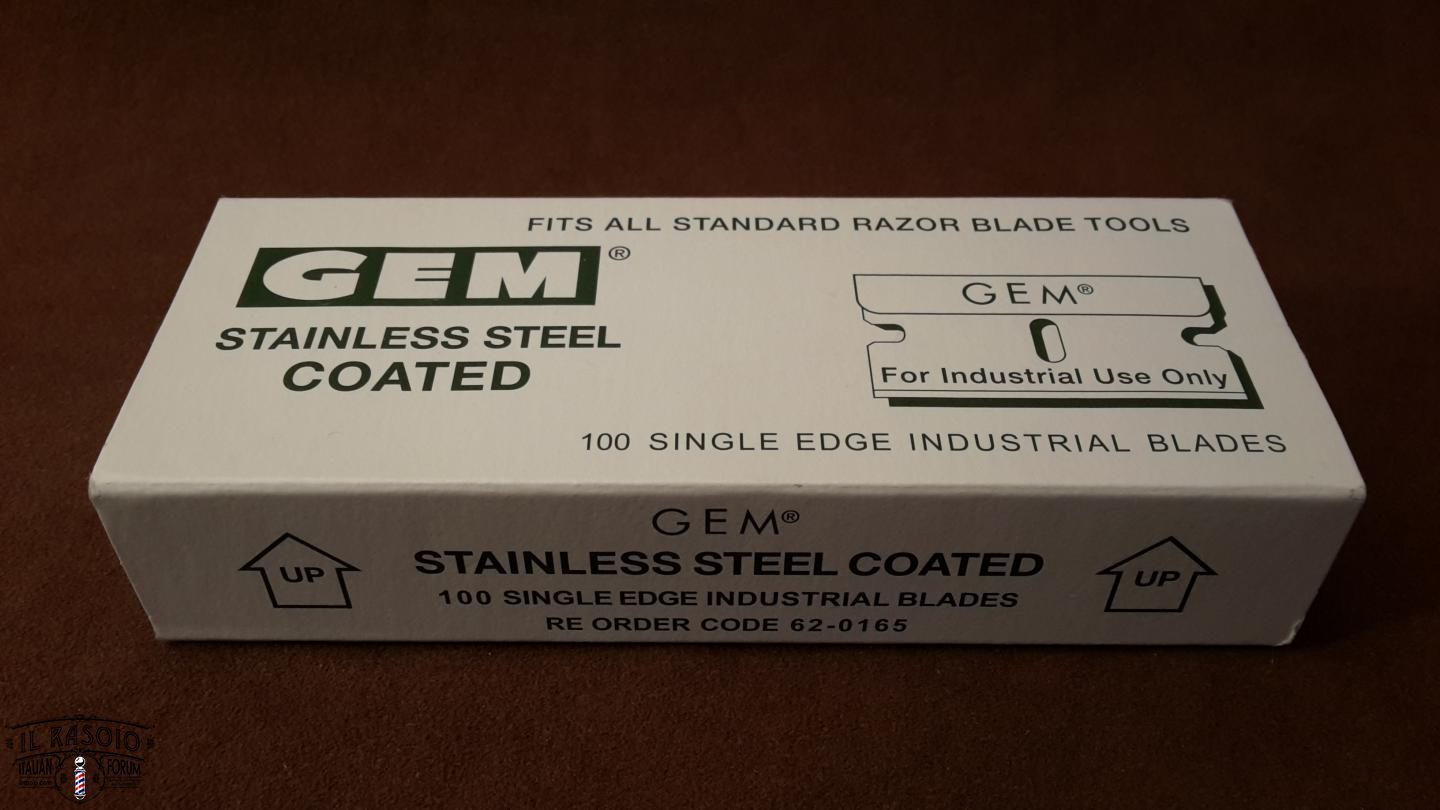 FITS ALL STANDARD RAZOR BLADE TOOLS
GEM®
STAINLESS STEEL
COATED
GEM®
For Industrial Use Only
100 SINGLE EDGE INDUSTRIAL BLADES
GEM®
STAINLESS STEEL COATED
UP
UP
100 SINGLE EDGE INDUSTRIAL BLADES
RE ORDER CODE 62-0165
IL RASOIO
ITALIAN FORUM